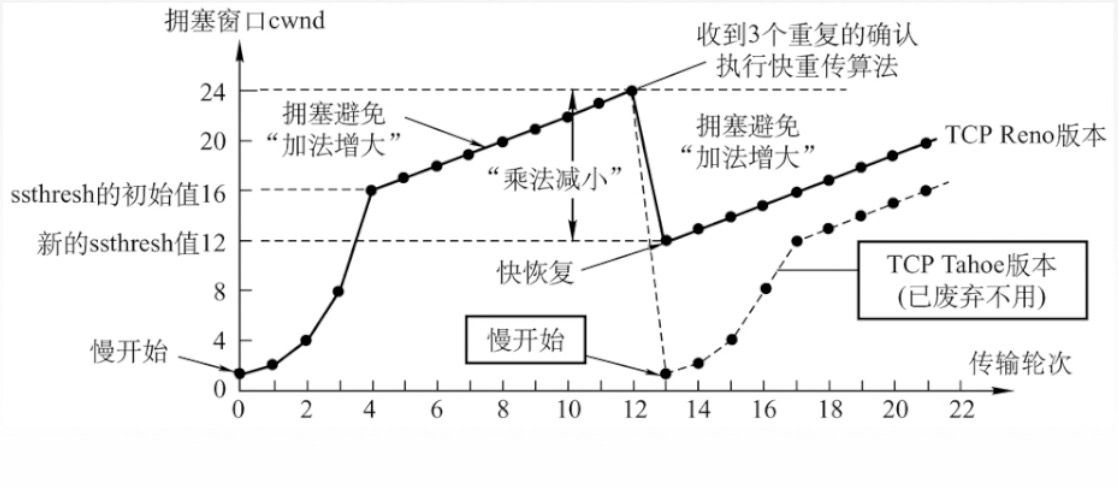 拥塞窗口cwnd
收到3个重复的确认
执行快重传算法
24
拥塞避免
“加法增大”
拥塞避免
“加法增大”
TCP Reno版本
20
“乘法减小”
ssthresh的初始值16
新的ssthresh值12
快恢复
TCP Tahoe版本
(已废弃不用)
8
慢开始
4
慢开始
传输轮次
0
0 2 4 6 8 10 12 14 16 18 20 22